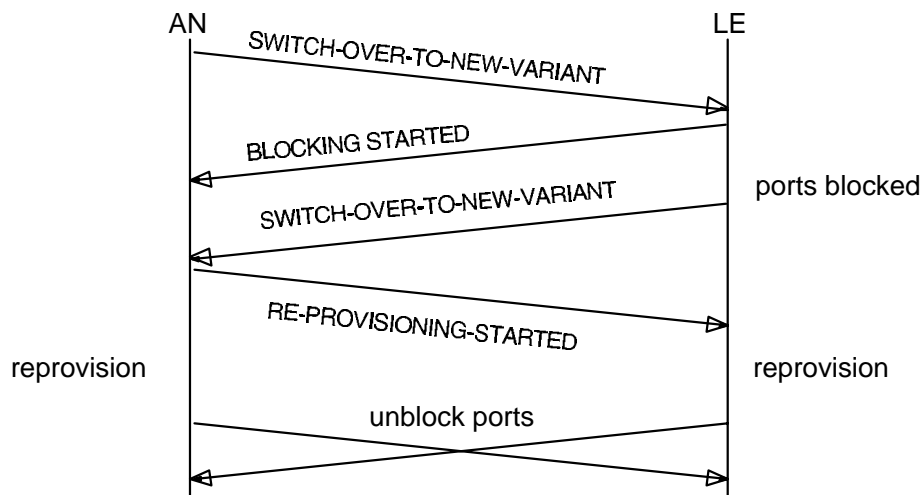 AN
LE
SWITCH-OVER-TO-NEW-VARIANT
BLOCKING STARTED
ports blocked
SWITCH-OVER-TO-NEW-VARIANT
RE-PROVISIONING-STARTED
reprovision
reprovision
unblock ports